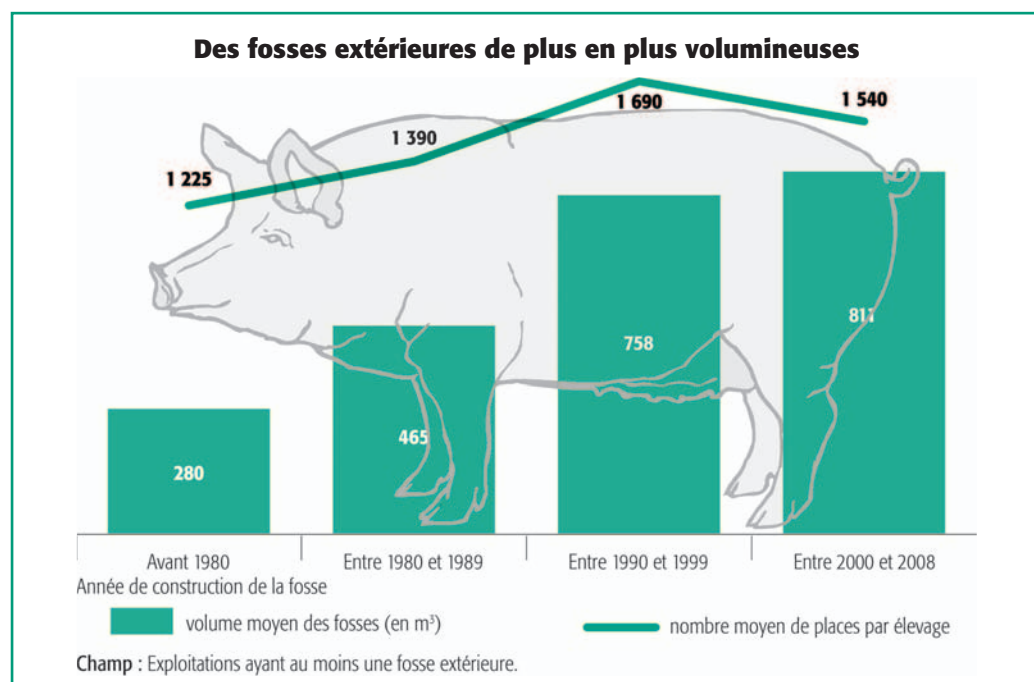 Des fosses extérieures de plus en plus volumineuses
1 225
1 390
1 690
1 540
280
465
758
811
Avant 1980
Entre 1980 et 1989
Entre 1990 et 1999
Entre 2000 et 2008
Année de construction de la fosse
volume moyen des fosses (en m³)
nombre moyen de places par élevage
Champ : Exploitations ayant au moins une fosse extérieure.